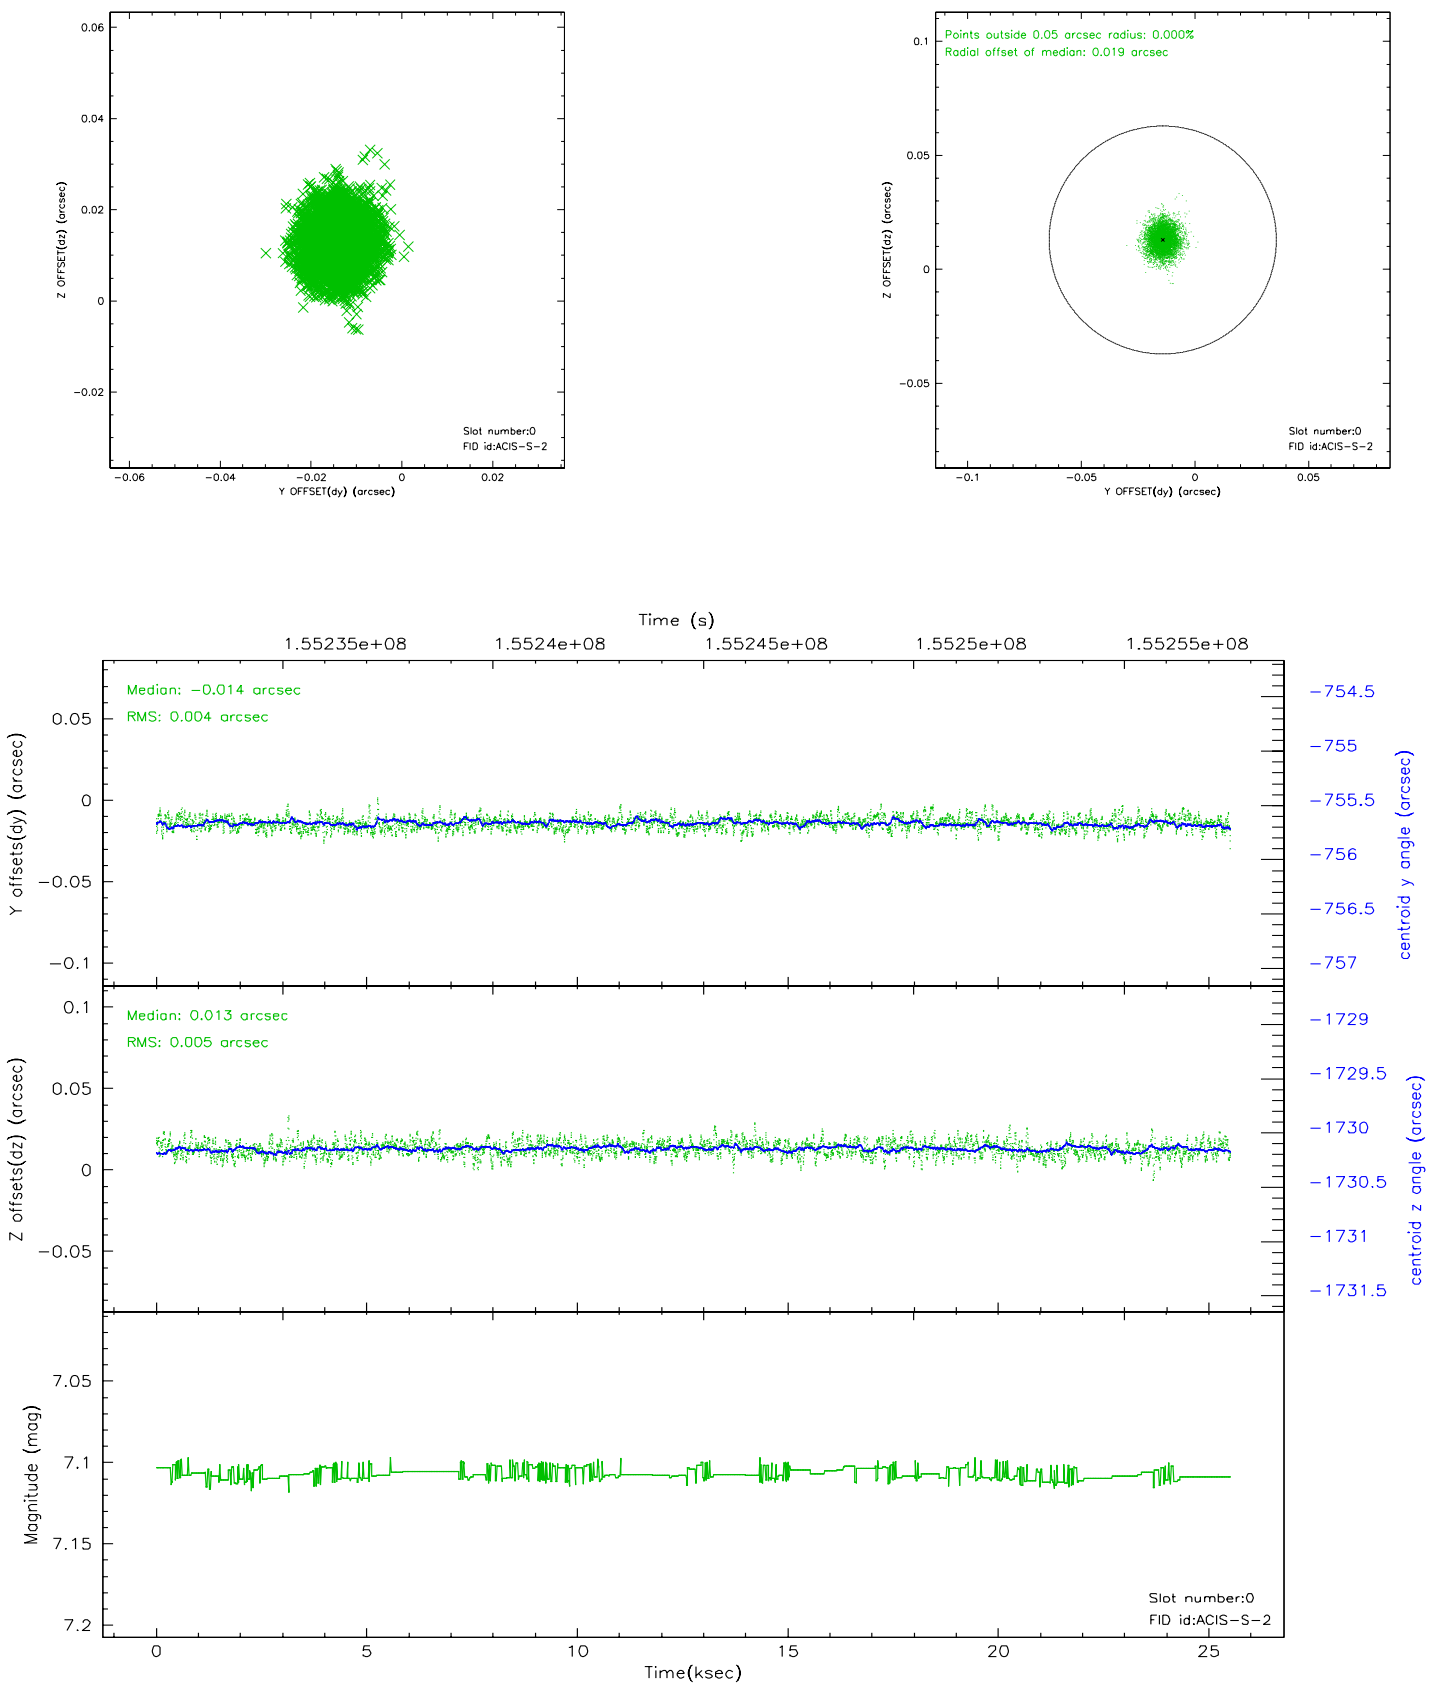 0.06
0.04
0.02
0
−0.02
−0.06
−0.04
−0.02
0
0.02
Z OFFSET(dz) (arcsec)
Y OFFSET(dy) (arcsec)
Slot number:0
FID id:ACIS−S−2
Points outside 0.05 arcsec radius: 0.000%
Radial offset of median: 0.019 arcsec
0.1
0.05
0
−0.05
−0.1
−0.05
0
0.05
Z OFFSET(dz) (arcsec)
Y OFFSET(dy) (arcsec)
Slot number:0
FID id:ACIS−S−2
Time (s)
1.55235e+08
1.5524e+08
1.55245e+08
1.5525e+08
1.55255e+08
Median: −0.014 arcsec
RMS: 0.004 arcsec
0.05
0
−0.05
−0.1
Y offsets(dy) (arcsec)
−754.5
−755
−755.5
−756
−756.5
−757
centroid y angle (arcsec)
Median: 0.013 arcsec
RMS: 0.005 arcsec
0.1
0.05
0
−0.05
Z offsets(dz) (arcsec)
−1729
−1729.5
−1730
−1730.5
−1731
−1731.5
centroid z angle (arcsec)
7.05
7.1
7.15
7.2
Magnitude (mag)
Slot number:0
FID id:ACIS−S−2
0
5
10
15
20
25
Time(ksec)